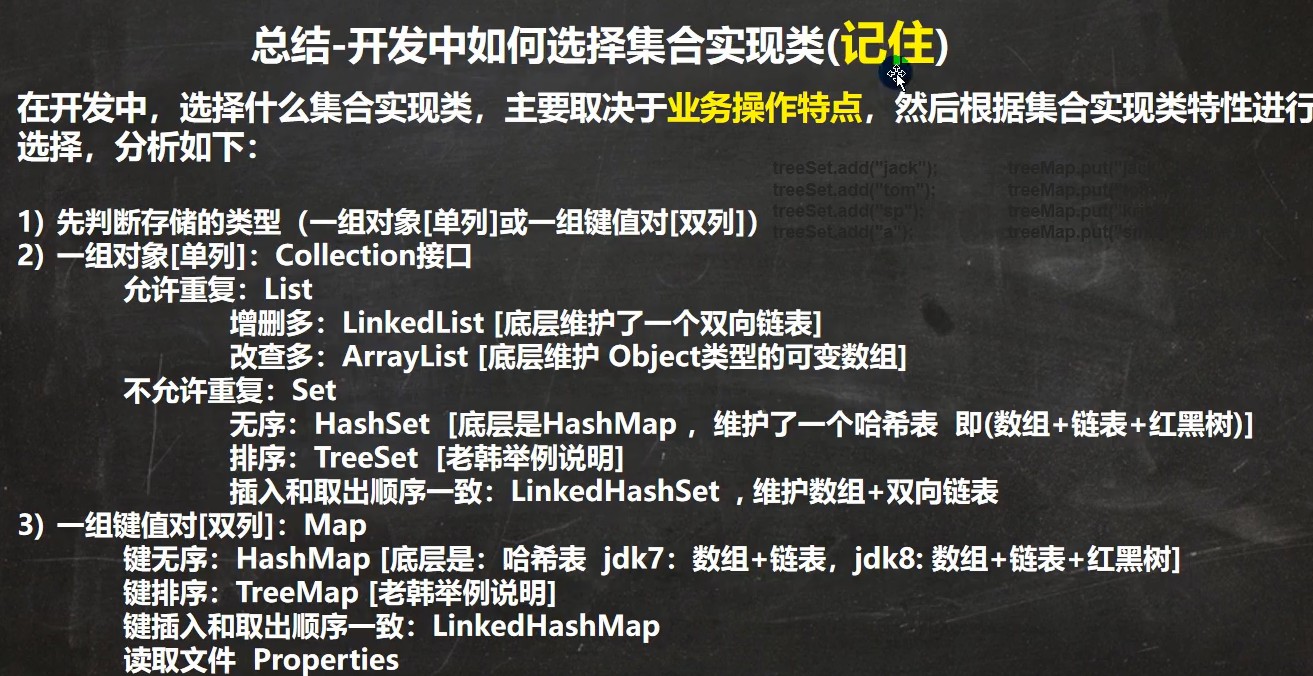 总结-开发中如何选择集合实现类(记住)
在开发中，选择什么集合实现类，主要取决于业务操作特点，然后根据集合实现类特性进行
选择，分析如下：
treeSet.add("jack"); treeMap.put("jack
treeSet.add("tom"); treeMap.put("
treeSet.add("sp"); treeMap.put("
treeSet.add("a"); treeMap.put("
1) 先判断存储的类型（一组对象[单列]或一组键值对[双列]）
2) 一组对象[单列]：Collection接口
允许重复：List
增删多：LinkedList [底层维护了一个双向链表]
改查多：ArrayList [底层维护 Object类型的可变数组]
不允许重复：Set
无序：HashSet [底层是HashMap ，维护了一个哈希表 即(数组+链表+红黑树)]
排序：TreeSet [老韩举例说明]
插入和取出顺序一致：LinkedHashSet , 维护数组+双向链表
3) 一组键值对[双列]：Map
键无序：HashMap [底层是：哈希表 jdk7：数组+链表，jdk8: 数组+链表+红黑树]
键排序：TreeMap [老韩举例说明]
键插入和取出顺序一致：LinkedHashMap
读取文件 Properties